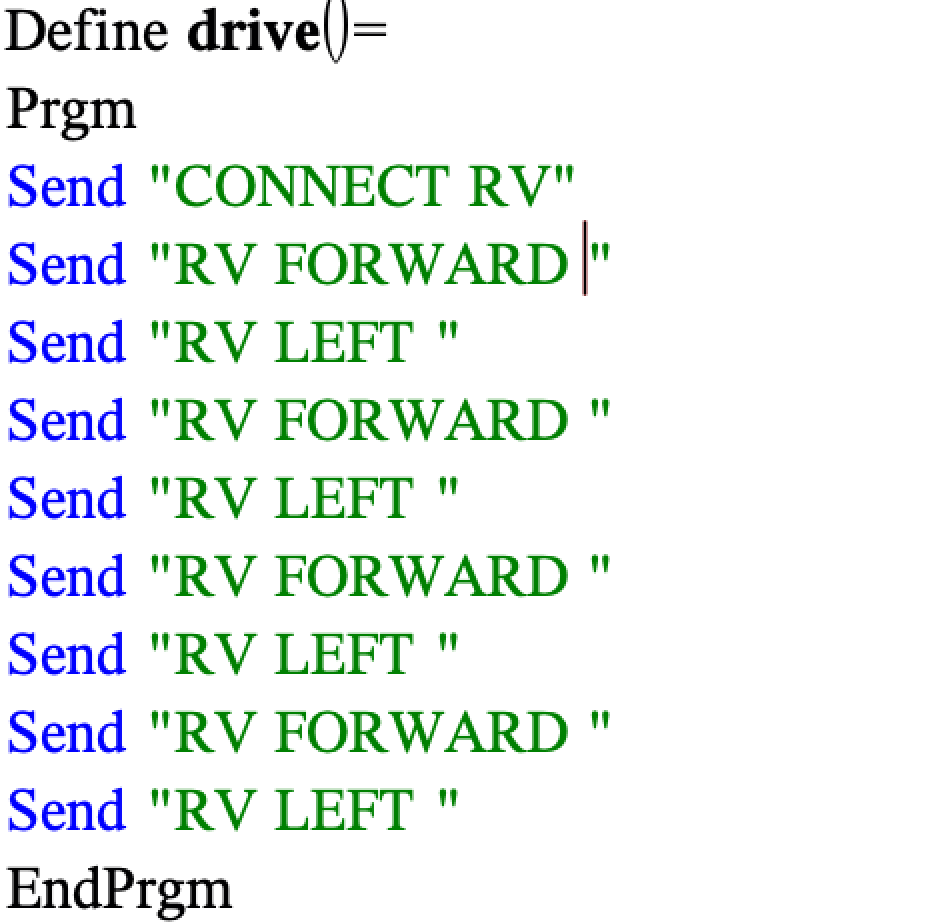 Define drive()=
Prgm
Send "CONNECT RV"
Send "RV FORWARD "
Send "RV LEFT "
Send "RV FORWARD "
Send "RV LEFT "
Send "RV FORWARD "
Send "RV LEFT "
Send "RV FORWARD "
Send "RV LEFT "
EndPrgm